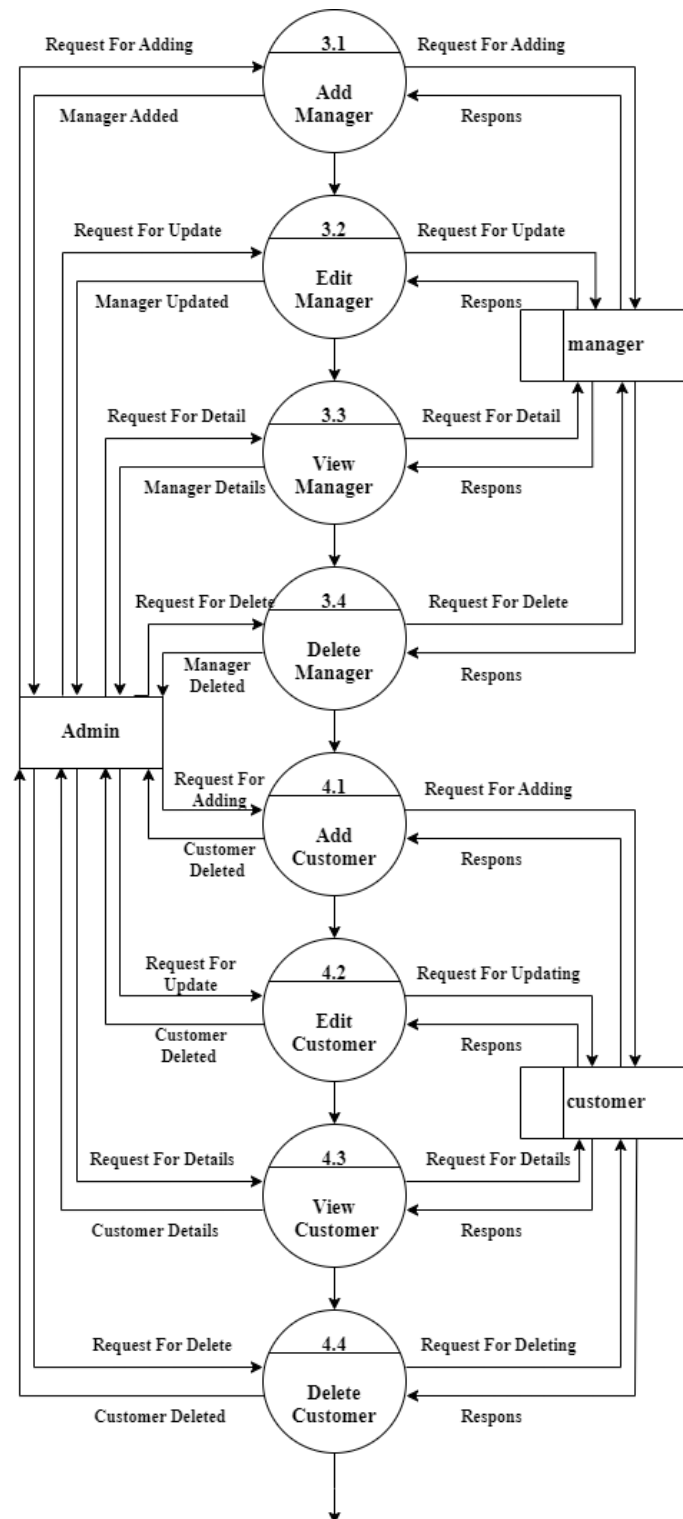 Request For Adding
3.1
Request For Adding
Add
Manager
Manager Added
Respons
3.2
Request For Update
Request For Update
Edit
Manager
Manager Updated
Respons
manager
3.3
Request For Detail
Request For Detail
View
Manager
Manager Details
Respons
Request For Delete
3.4
Request For Delete
Delete
Manager
Manager
Deleted
Respons
Admin
Request For
Adding
4.1
Request For Adding
Add
Customer
Customer
Deleted
Respons
Request For
Update
4.2
Request For Updating
Edit
Customer
Customer
Deleted
Respons
customer
Request For Details
4.3
Request For Details
View
Customer
Customer Details
Respons
Request For Delete
4.4
Request For Deleting
Delete
Customer
Customer Deleted
Respons